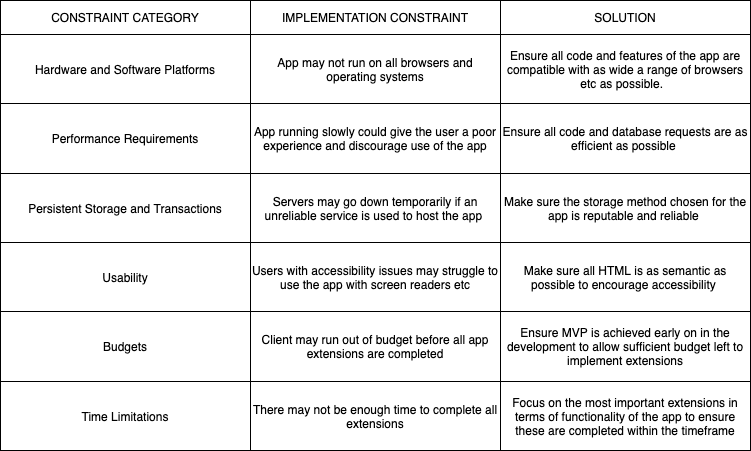 CONSTRAINT CATEGORY
IMPLEMENTATION CONSTRAINT
SOLUTION
Hardware and Software Platforms
App may not run on all browsers and
operating systems
Ensure all code and features of the app are
compatible with as wide a range of browsers
etc as possible.
Performance Requirements
App running slowly could give the user a poor
experience and discourage use of the app
Ensure all code and database requests are as
efficient as possible
Persistent Storage and Transactions
Servers may go down temporarily if an
unreliable service is used to host the app
Make sure the storage method chosen for the
app is reputable and reliable
Usability
Users with accessibility issues may struggle to
use the app with screen readers etc
Make sure all HTML is as semantic as
possible to encourage accessibility
Budgets
Client may run out of budget before all app
extensions are completed
Ensure MVP is achieved early on in the
development to allow sufficient budget left to
implement extensions
Time Limitations
There may not be enough time to complete all
extensions
Focus on the most important extensions in
terms of functionality of the app to ensure
these are completed within the timeframe